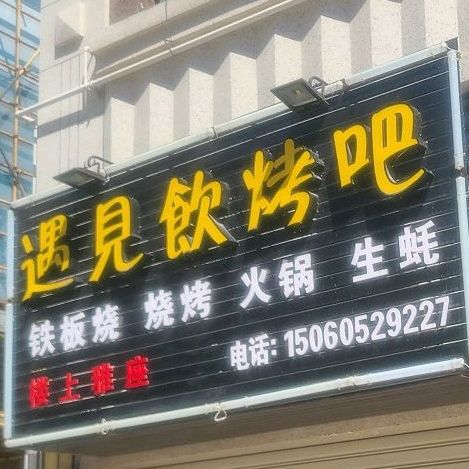 遇見飲烤吧
铁板烧 烧烤 火锅 生蚝
楼上雅座 电话: 15060529227